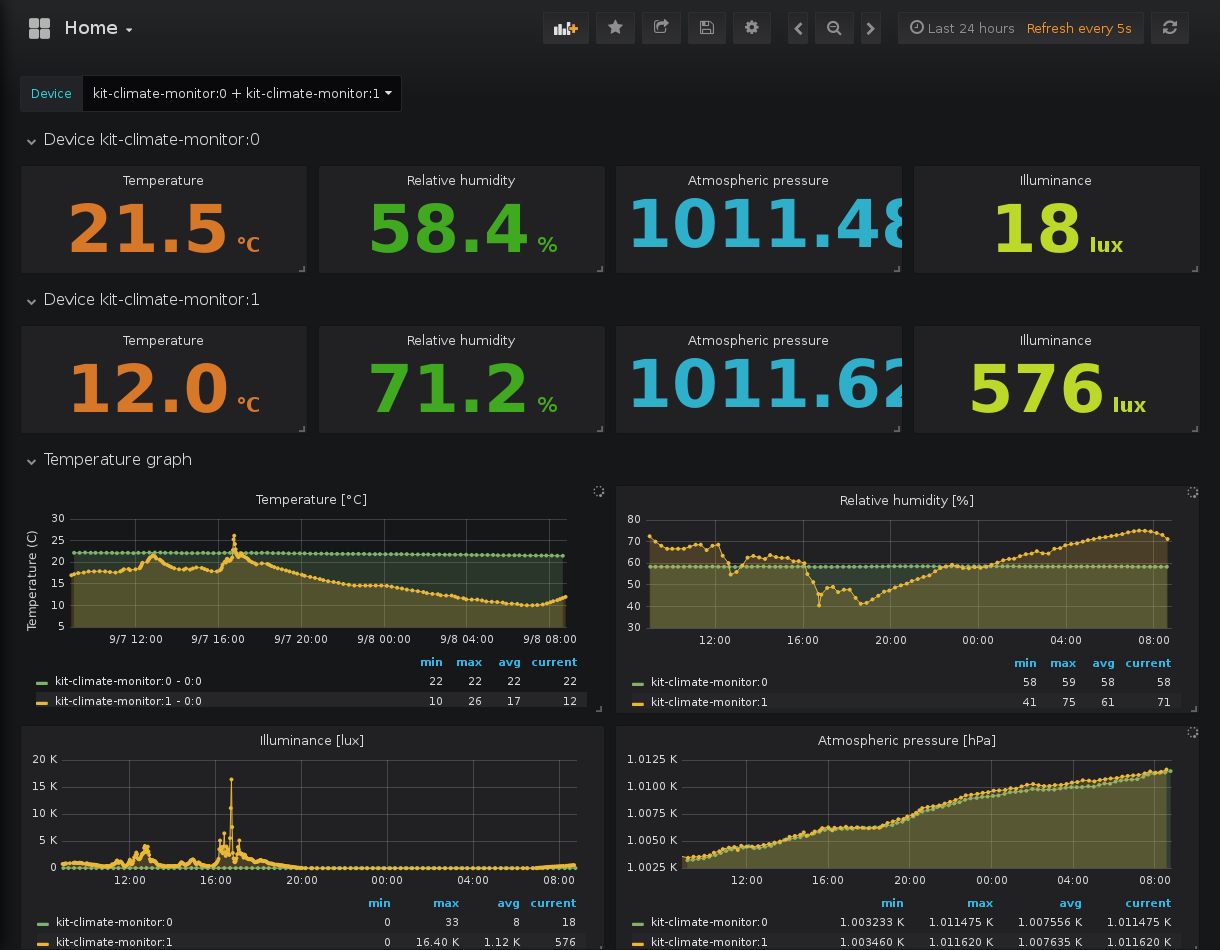 Home
Last 24 hours Refresh every 5s
Device kit-climate-monitor:0 + kit-climate-monitor:1
Device kit-climate-monitor:0
Temperature Relative humidity Atmospheric pressure Illuminance
21.5 °C 58.4 % 1011.48 18 lux
Device kit-climate-monitor:1
Temperature Relative humidity Atmospheric pressure Illuminance
12.0 °C 71.2 % 1011.62 576 lux
Temperature graph
Temperature [°C]
Temperature (C)
30
25
20
15
10
5
9/7 12:00 9/7 16:00 9/7 20:00 9/8 00:00 9/8 04:00 9/8 08:00
min max avg current
kit-climate-monitor:0 - 0:0 22 22 22 22
kit-climate-monitor:1 - 0:0 10 26 17 12
Relative humidity [%]
80
70
60
50
40
30
12:00 16:00 20:00 00:00 04:00 08:00
min max avg current
kit-climate-monitor:0 58 59 58 58
kit-climate-monitor:1 41 75 61 71
Illuminance [lux]
20 K
15 K
10 K
5 K
0
12:00 16:00 20:00 00:00 04:00 08:00
min max avg current
kit-climate-monitor:0 0 33 8 18
kit-climate-monitor:1 0 16.40 K 1.12 K 576
Atmospheric pressure [hPa]
1.0125 K
1.0100 K
1.0075 K
1.0050 K
1.0025 K
12:00 16:00 20:00 00:00 04:00 08:00
min max avg current
kit-climate-monitor:0 1.003233 K 1.011475 K 1.007556 K 1.011475 K
kit-climate-monitor:1 1.003460 K 1.011620 K 1.007635 K 1.011620 K